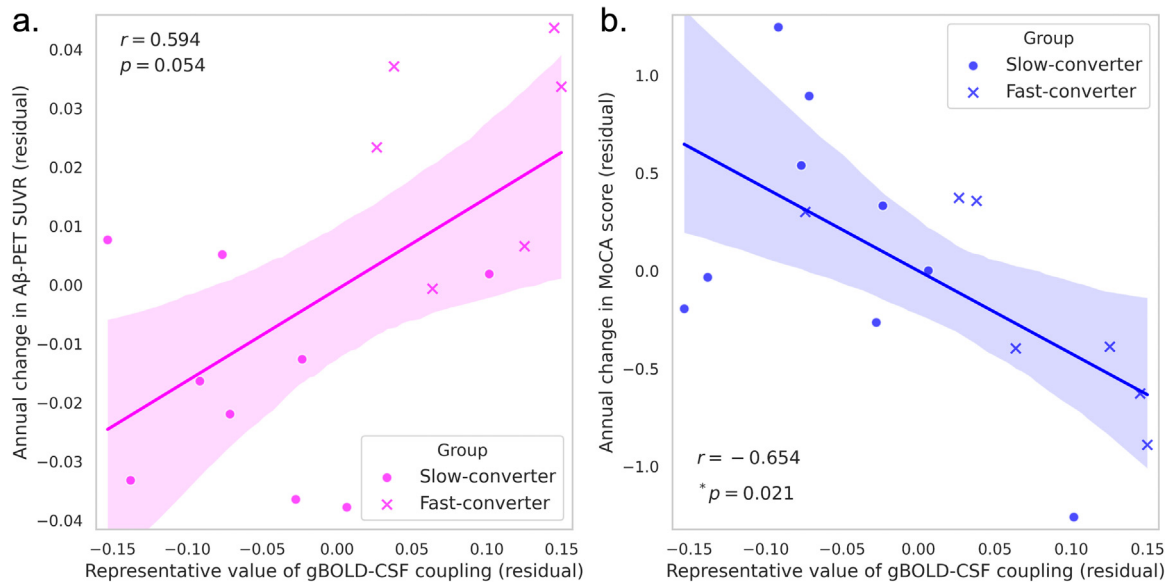 a.
r = 0.594
p = 0.054
Annual change in Aβ-PET SUVR (residual)
0.04
0.03
0.02
0.01
0.00
−0.01
−0.02
−0.03
−0.04
Group
Slow-converter
Fast-converter
−0.15 −0.10 −0.05 0.00 0.05 0.10 0.15
Representative value of gBOLD-CSF coupling (residual)
b.
Group
Slow-converter
Fast-converter
Annual change in MoCA score (residual)
1.0
0.5
0.0
−0.5
−1.0
r = −0.654
*p = 0.021
−0.15 −0.10 −0.05 0.00 0.05 0.10 0.15
Representative value of gBOLD-CSF coupling (residual)